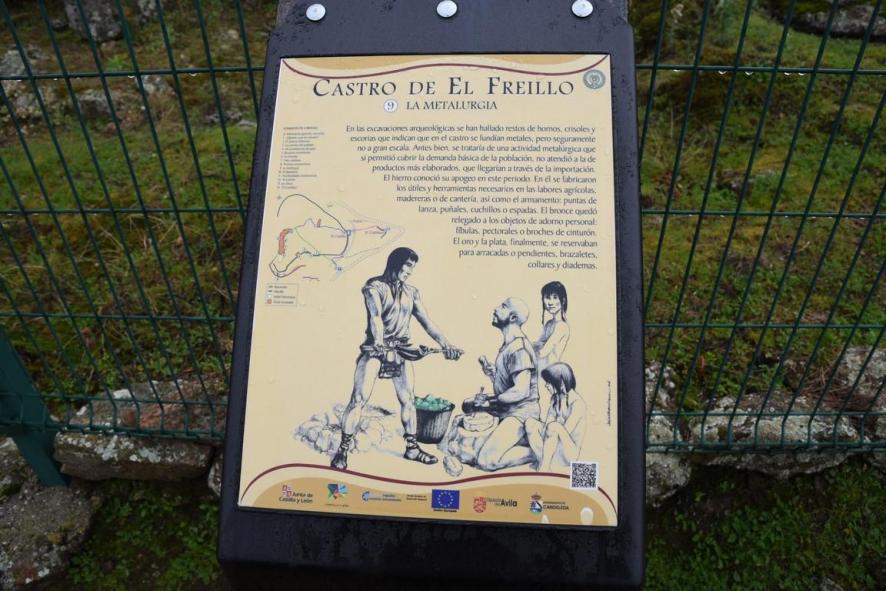 CASTRO DE EL FREILLO
9 LA METALURGIA
En las excavaciones arqueológicas se han hallado restos de hornos, crisoles y
escorias que indican que en el castro se fundían metales, pero seguramente
no a gran escala. Antes bien, se trataría de una actividad metalúrgica que
si permitió cubrir la demanda básica de la población, no atendió a la de
productos más elaborados, que llegarían a través de la importación.
El hierro conoció su apogeo en este periodo. En él se fabricaron
los útiles y herramientas necesarios en las labores agrícolas,
madereras o de cantería, así como el armamento: puntas de
lanza, puñales, cuchillos o espadas. El bronce quedó
relegado a los objetos de adorno personal:
fíbulas, pectorales o broches de cinturón.
El oro y la plata, finalmente, se reservaban
para arracadas o pendientes, brazaletes,
collares y diademas.
Junta de
Castilla y León
Ávila
CANDELEDA